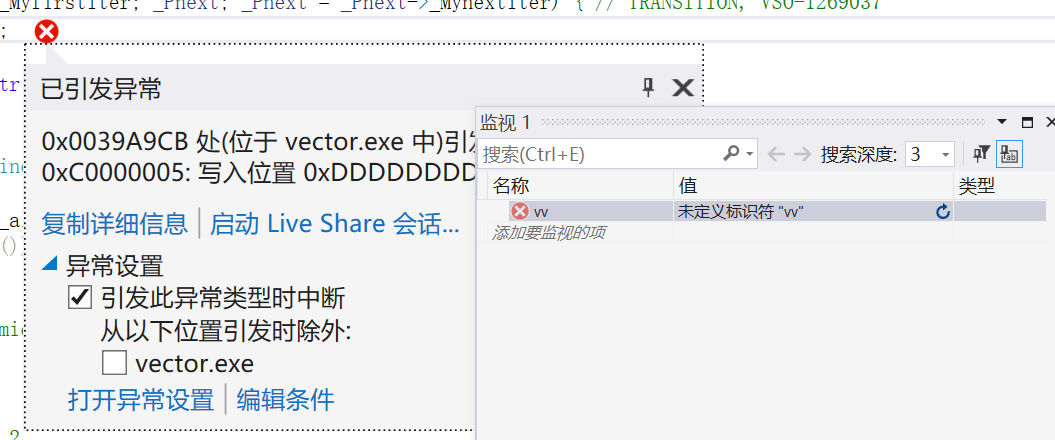 _Myfirstiter; _Pnext; _Pnext = _Pnext->_Mynextiter) { // TRANSITION, VSO-1269037
;
已引发异常
tr
监视 1
0x0039A9CB 处(位于 vector.exe 中)引发
搜索(Ctrl+E)
搜索深度:
3
0xC0000005: 写入位置 0xDDDDDDDD
名称
值
类型
vv
未定义标识符 "vv"
_a
复制详细信息
启动 Live Share 会话...
添加要监视的项
()
异常设置
引发此异常类型时中断
从以下位置引发时除外:
vector.exe
打开异常设置
编辑条件
2